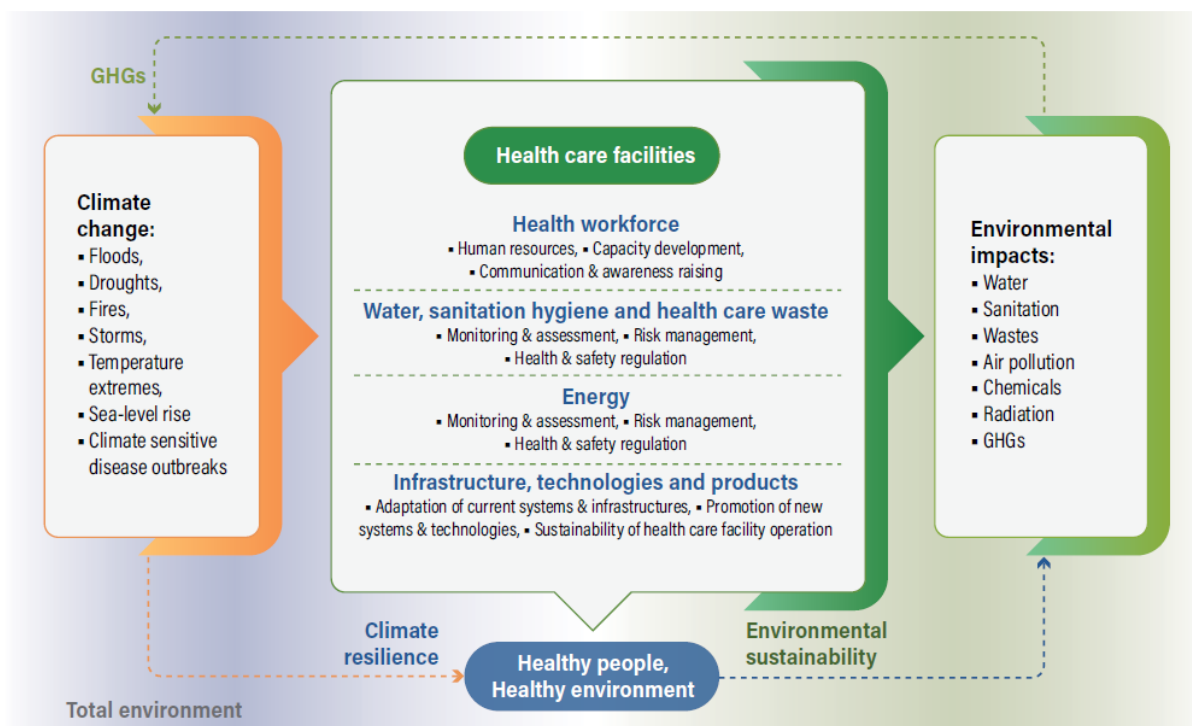 GHGs
Climate
change:
▪ Floods,
▪ Droughts,
▪ Fires,
▪ Storms,
▪ Temperature
extremes,
▪ Sea-level rise
▪ Climate sensitive
disease outbreaks
Health care facilities
Health workforce
▪ Human resources, ▪ Capacity development,
▪ Communication & awareness raising
Water, sanitation hygiene and health care waste
▪ Monitoring & assessment, ▪ Risk management,
▪ Health & safety regulation
Energy
▪ Monitoring & assessment, ▪ Risk management,
▪ Health & safety regulation
Infrastructure, technologies and products
▪ Adaptation of current systems & infrastructures, ▪ Promotion of new
systems & technologies, ▪ Sustainability of health care facility operation
Environmental
impacts:
▪ Water
▪ Sanitation
▪ Wastes
▪ Air pollution
▪ Chemicals
▪ Radiation
▪ GHGs
Climate
resilience
Healthy people,
Healthy environment
Environmental
sustainability
Total environment